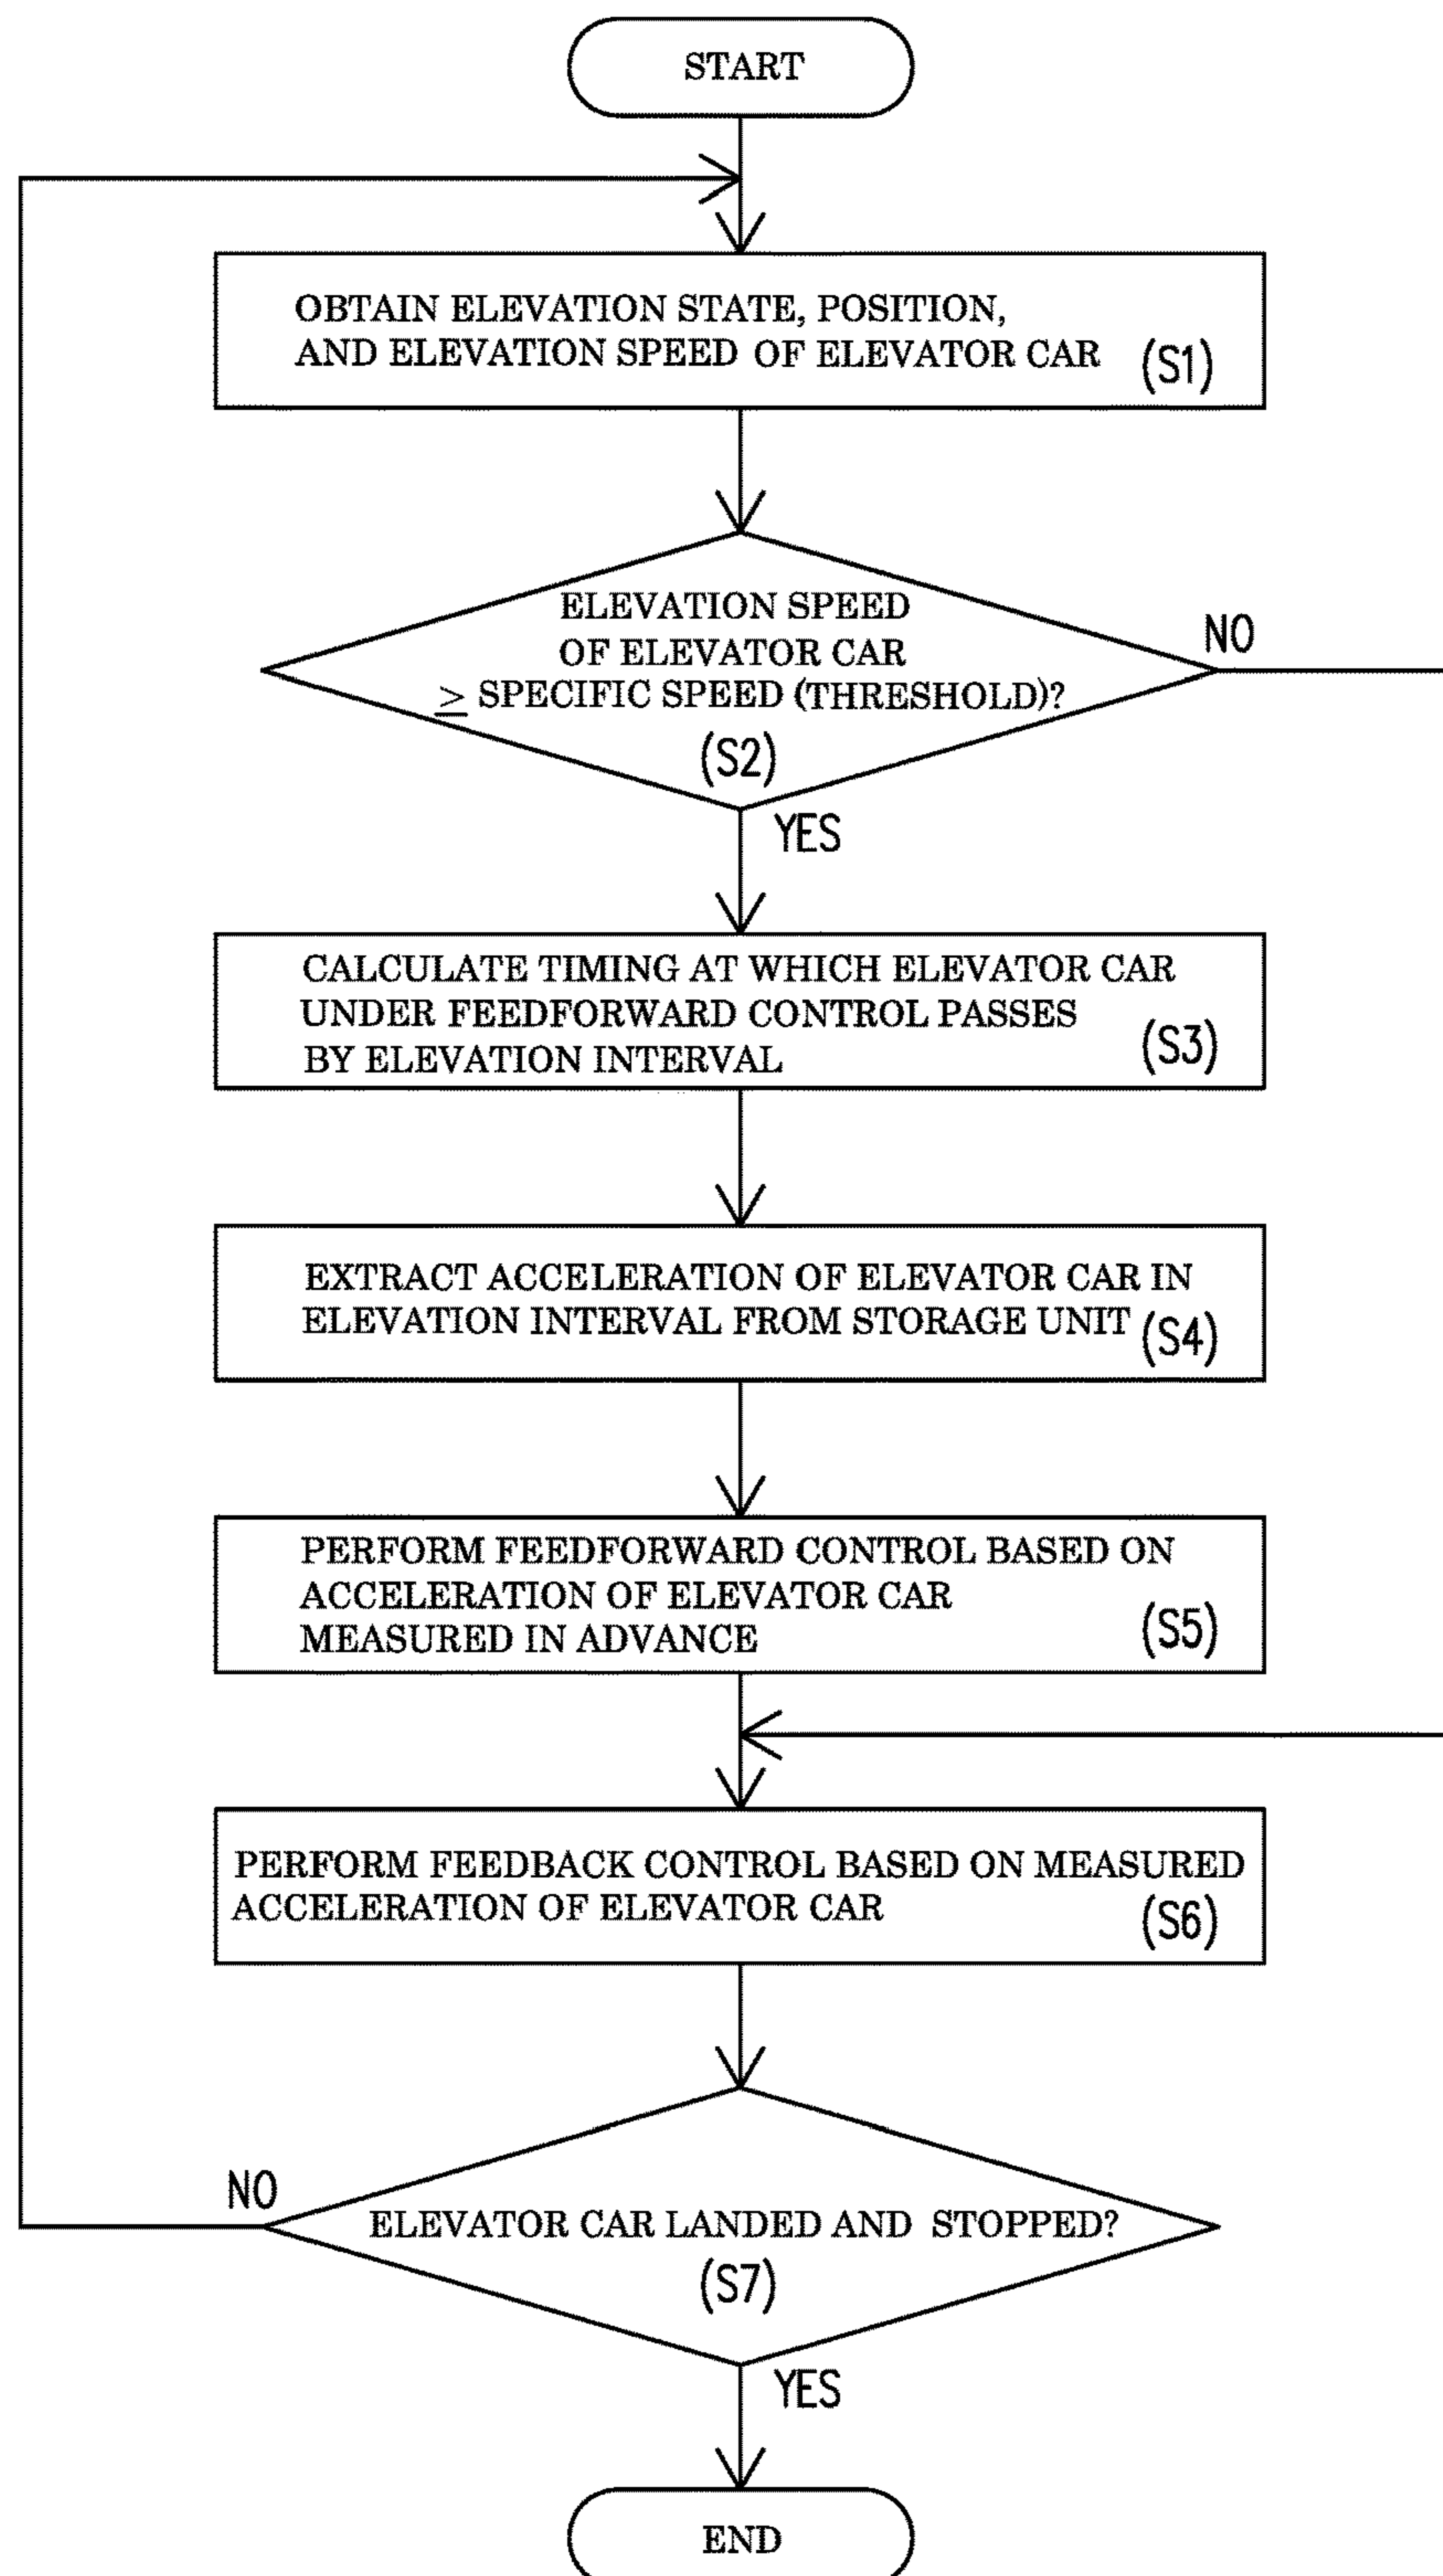 START
OBTAIN ELEVATION STATE, POSITION,
AND ELEVATION SPEED OF ELEVATOR CAR (S1)
ELEVATION SPEED
OF ELEVATOR CAR
≥ SPECIFIC SPEED (THRESHOLD)?
(S2)
NO
YES
CALCULATE TIMING AT WHICH ELEVATOR CAR
UNDER FEEDFORWARD CONTROL PASSES
BY ELEVATION INTERVAL (S3)
EXTRACT ACCELERATION OF ELEVATOR CAR IN
ELEVATION INTERVAL FROM STORAGE UNIT (S4)
PERFORM FEEDFORWARD CONTROL BASED ON
ACCELERATION OF ELEVATOR CAR
MEASURED IN ADVANCE (S5)
PERFORM FEEDBACK CONTROL BASED ON MEASURED
ACCELERATION OF ELEVATOR CAR (S6)
NO
ELEVATOR CAR LANDED AND STOPPED?
(S7)
YES
END